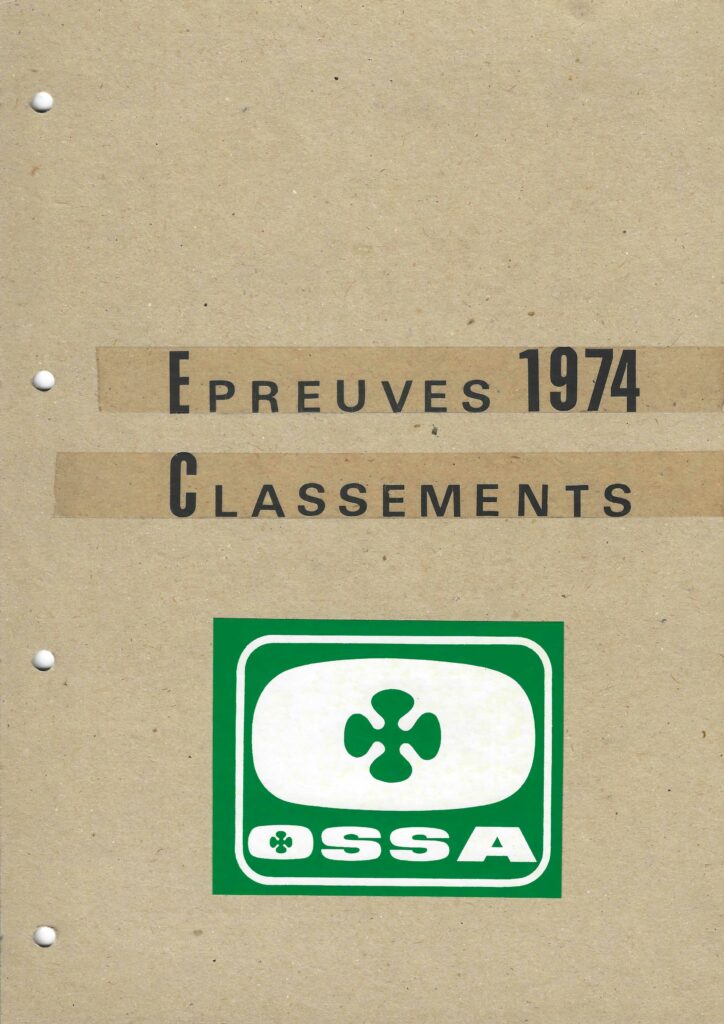 EPREUVES 1974
CLASSEMENTS
OSSA